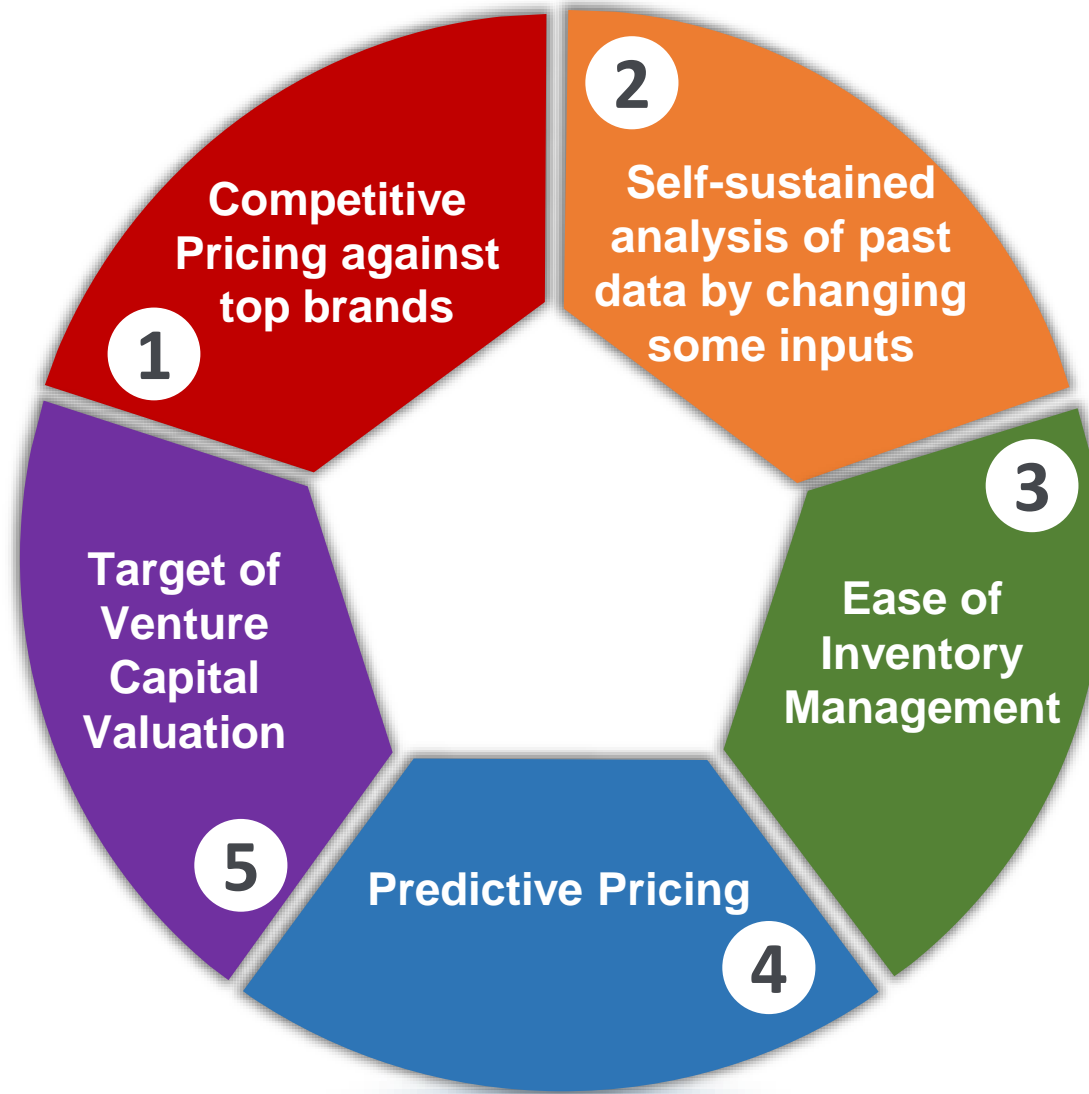 1
Competitive
Pricing against
top brands
2
Self-sustained
analysis of past
data by changing
some inputs
3
Ease of
Inventory
Management
4
Predictive Pricing
5
Target of
Venture
Capital
Valuation